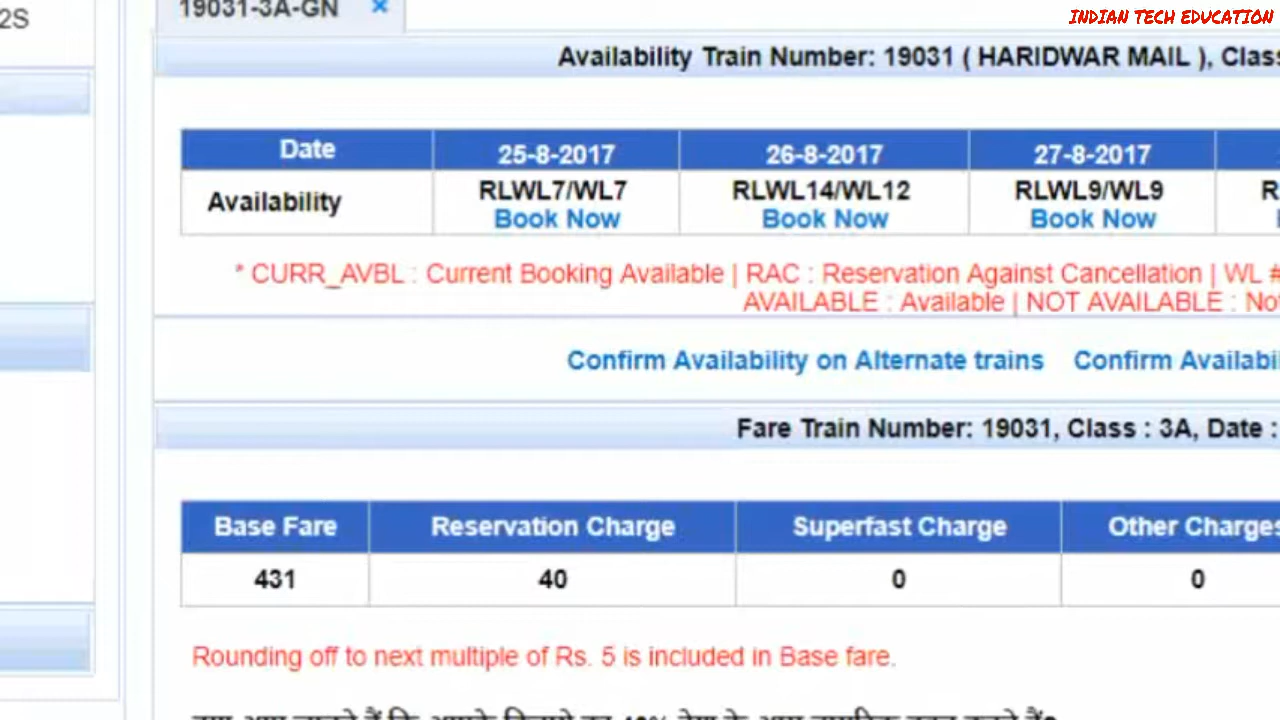 2S
19031-3A-GN ×
INDIAN TECH EDUCATION
Availability Train Number: 19031 ( HARIDWAR MAIL ),
Date 25-8-2017 26-8-2017 27-8-2017
Availability RLWL7/WL7 RLWL14/WL12 RLWL9/WL9
Book Now Book Now Book Now
* CURR_AVBL : Current Booking Available | RAC : Reservation Against Cancellation | WL #
AVAILABLE : Available | NOT AVAILABLE :
Confirm Availability on Alternate trains Confirm
Fare Train Number: 19031, Class : 3A, Date :
Base Fare Reservation Charge Superfast Charge Other Charges
431 40 0 0
Rounding off to next multiple of Rs. 5 is included in Base fare.